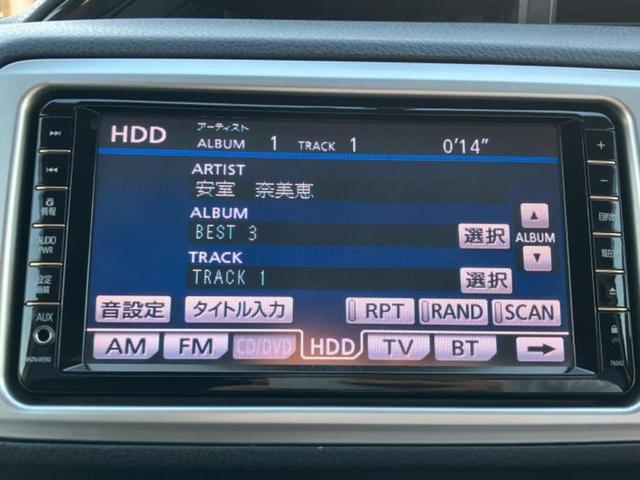 HDD アーティスト
ALBUM 1 TRACK 1 0'14"
ARTIST
安室 奈美恵
ALBUM
BEST 3 選択 ALBUM
TRACK
TRACK 1 選択
音設定 タイトル入力 RPT RAND SCAN
AM FM CD/DVD HDD TV BT
情報
AUDIO
PWR
設定
画質
AUX
+
−
目的地
現在地